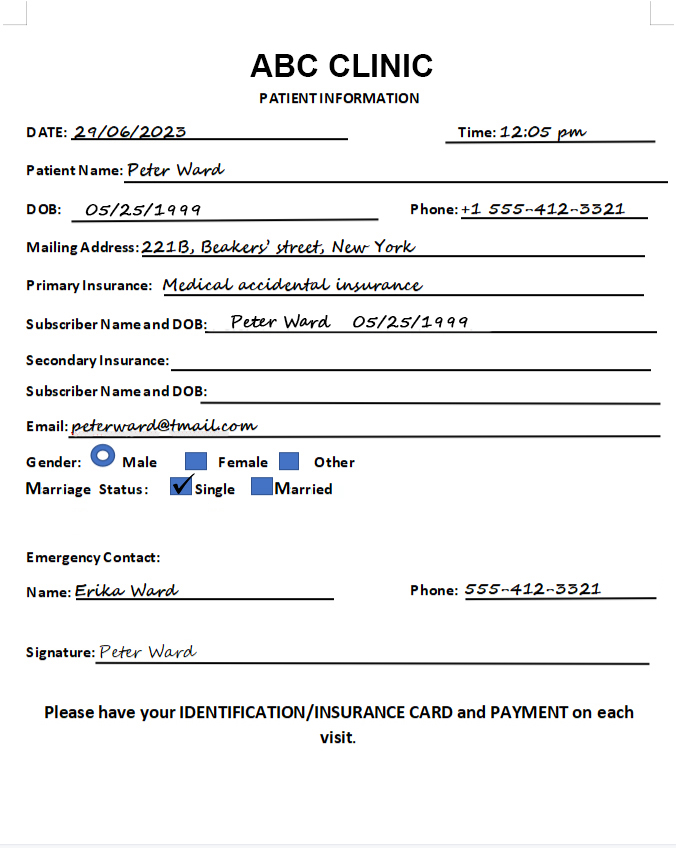 ABC CLINIC
PATIENT INFORMATION
DATE: 29/06/2023 Time: 12:05 pm
Patient Name: Peter Ward
DOB: 05/25/1999 Phone: +1 555-412-3321
Mailing Address: 221B, Beakers' street, New York
Primary Insurance: Medical accidental insurance
Subscriber Name and DOB: Peter Ward 05/25/1999
Secondary Insurance:
Subscriber Name and DOB:
Email: peterward@tmail.com
Gender: Male Female Other
Marriage Status: Single Married
Emergency Contact:
Name: Erika Ward Phone: 555-412-3321
Signature: Peter Ward
Please have your IDENTIFICATION/INSURANCE CARD and PAYMENT on each
visit.